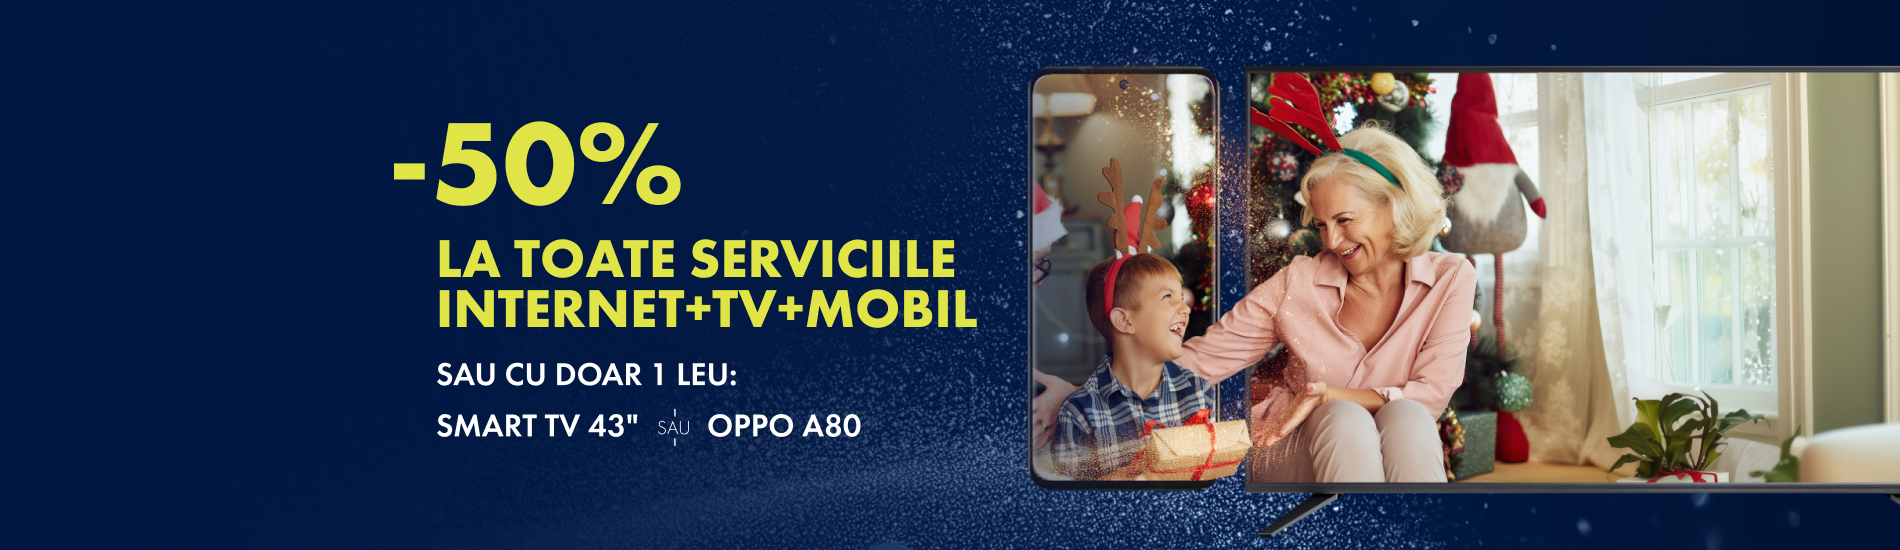 -50%
LA TOATE SERVICIILE
INTERNET+TV+MOBIL
SAU CU DOAR 1 LEU:
SMART TV 43" SAU OPPO A80